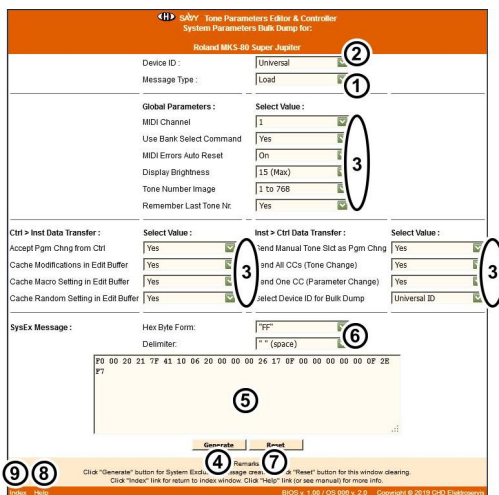 CHD SAVY Tone Parameters Editor & Controller
System Parameters Bulk Dump for:
Roland MKS-80 Super Jupiter
Device ID : Universal 2
Message Type : Load 1
Global Parameters : Select Value :
MIDI Channel 1
Use Bank Select Command Yes
MIDI Errors Auto Reset On
Display Brightness 15 (Max) 3
Tone Number Image 1 to 768
Remember Last Tone Nr. Yes
Ctrl > Inst Data Transfer : Select Value : Inst > Ctrl Data Transfer : Select Value :
Accept Pgm Chng from Ctrl Yes Send Manual Tone Slct as Pgm Chng Yes
Cache Modifications in Edit Buffer Yes 3 Send All CCs (Tone Change) Yes 3
Cache Macro Setting in Edit Buffer Yes Send One CC (Parameter Change) Yes
Cache Random Setting in Edit Buffer Yes Select Device ID for Bulk Dump Universal ID
SysEx Message : Hex Byte Form: "FF" 6
Delimiter: " " (space)
F0 00 20 21 7F 41 10 06 20 00 00 00 26 17 0F 00 00 00 00 00 0F 2E
F7
5
Generate Reset
4 7
9 8
Remarks
Click "Generate" button for System Exclusive message creation. Click "Reset" button for this window clearing.
Click "Index" link for return to index window. Click "Help" link (or see manual) for more info.
Index Help BIOS v. 1.00 / OS 006 v. 2.0 Copyright © 2019 CHD Elektroservis